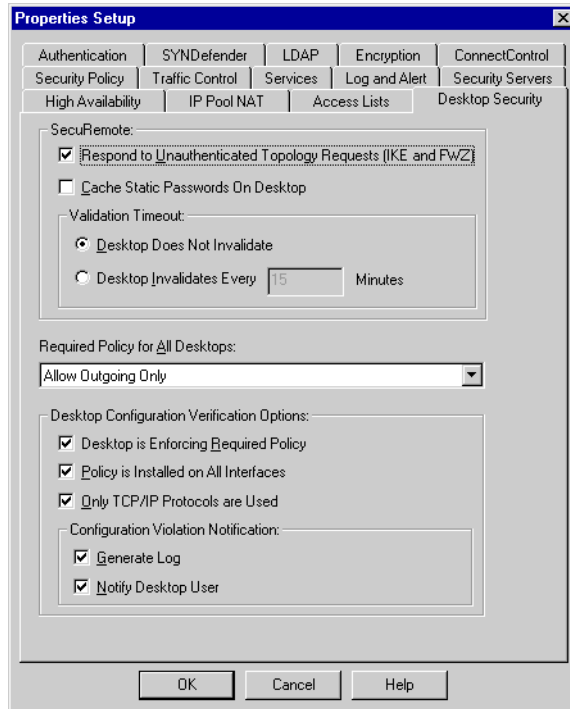 Properties Setup
Authentication SYNDefender LDAP Encryption ConnectControl
Security Policy Traffic Control Services Log and Alert Security Servers
High Availability IP Pool NAT Access Lists Desktop Security
SecuRemote:
Respond to Unauthenticated Topology Requests (IKE and FWZ)
Cache Static Passwords On Desktop
Validation Timeout:
Desktop Does Not Invalidate
Desktop Invalidates Every 15 Minutes
Required Policy for All Desktops:
Allow Outgoing Only
Desktop Configuration Verification Options:
Desktop is Enforcing Required Policy
Policy is Installed on All Interfaces
Only TCP/IP Protocols are Used
Configuration Violation Notification:
Generate Log
Notify Desktop User
OK Cancel Help